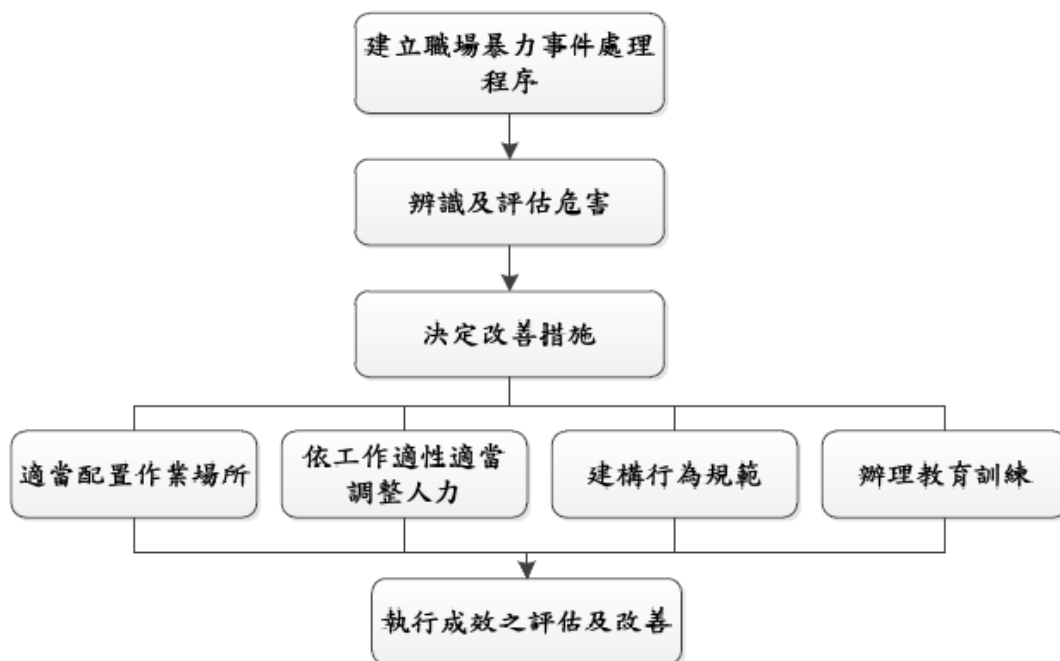 建立職場暴力事件處理
程序
辨識及評估危害
決定改善措施
適當配置作業場所
依工作適性適當
調整人力
建構行為規範
辦理教育訓練
執行成效之評估及改善